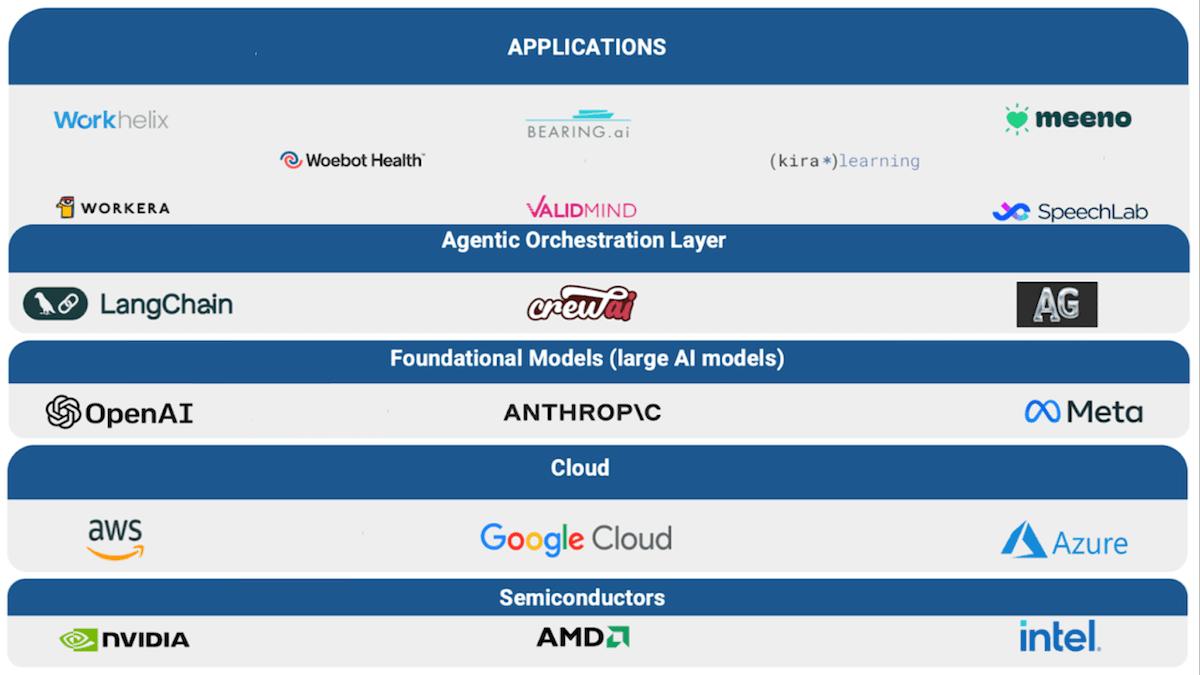 APPLICATIONS
Workhelix
BEARING.ai
meeno
Woebot Health
(kira*)learning
WORKERA
VALIDMIND
SpeechLab
Agentic Orchestration Layer
LangChain
crewai
AG
Foundational Models (large AI models)
OpenAI
ANTHROP\C
Meta
Cloud
aws
Google Cloud
Azure
Semiconductors
NVIDIA
AMD
intel.